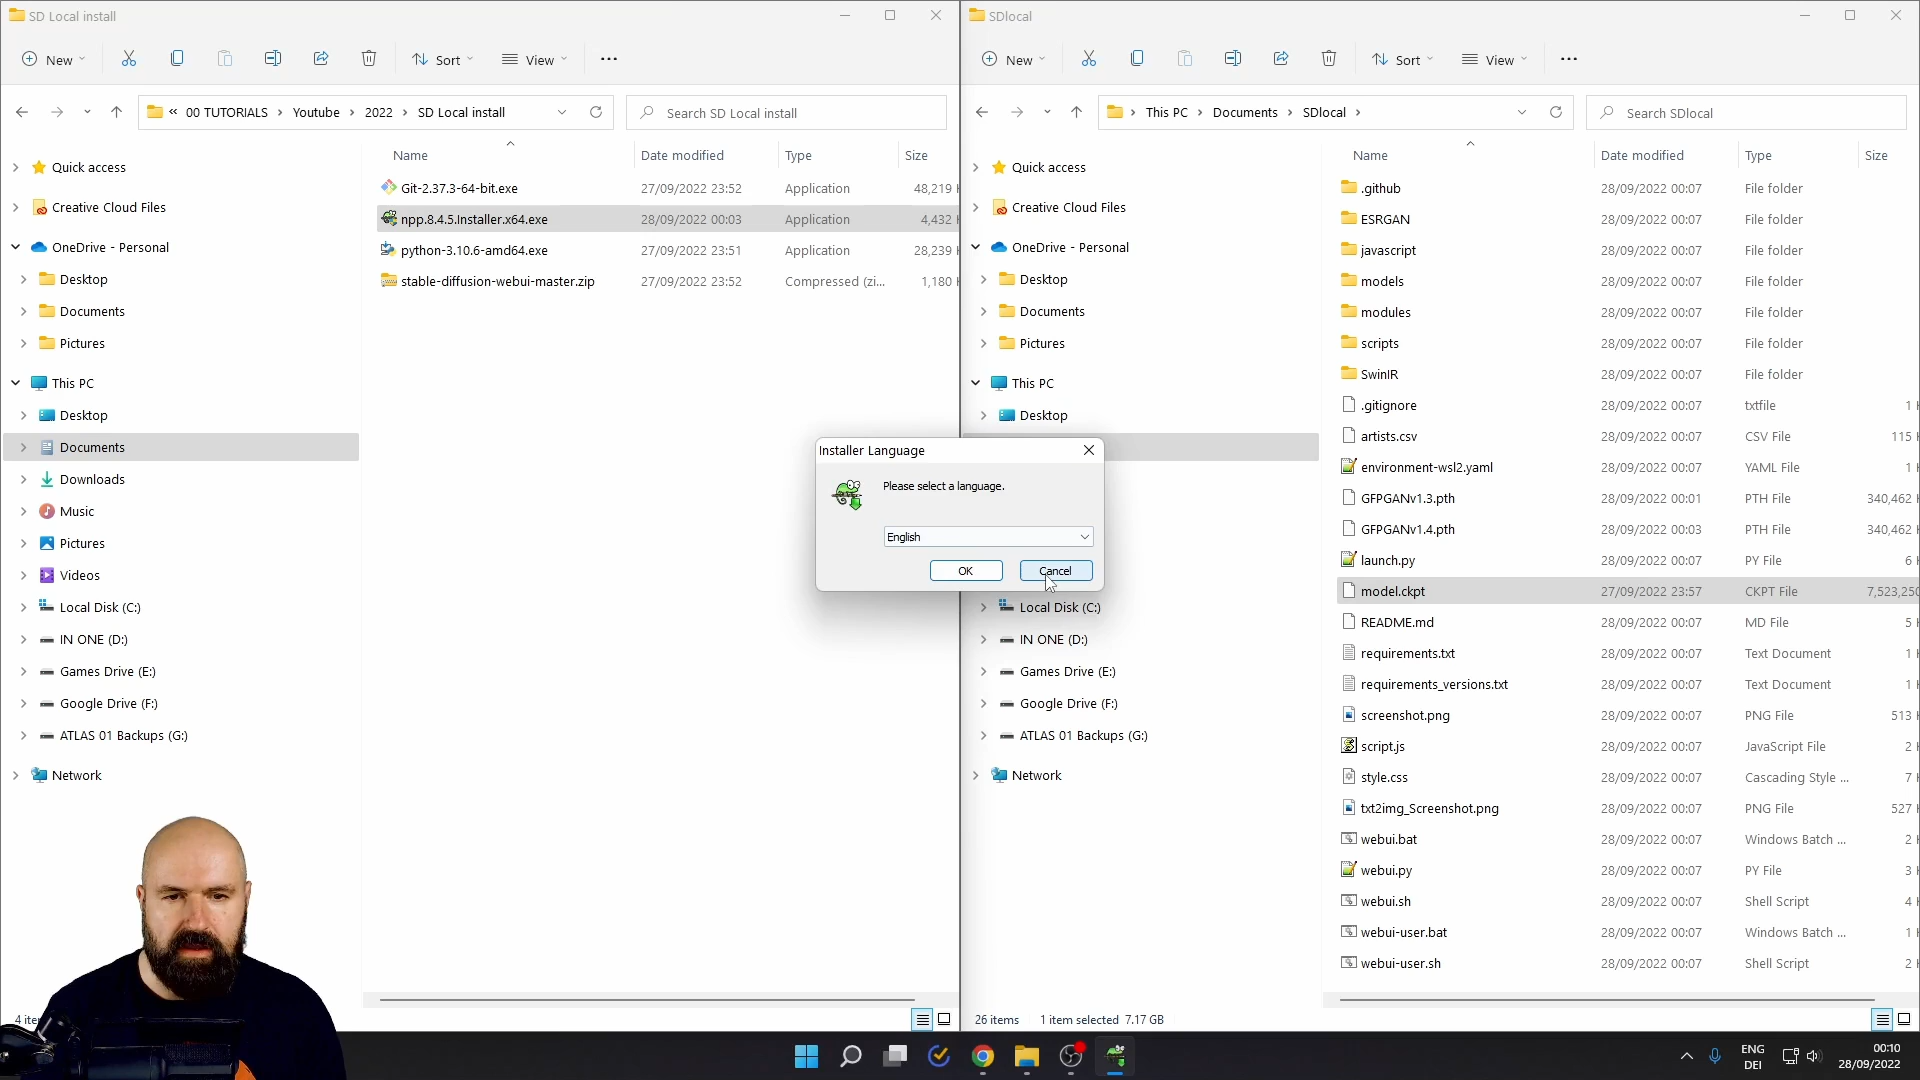 SD Local install
New
Sort
View
00 TUTORIALS
Youtube
2022
SD Local install
Search SD Local install
Name
Date modified
Type
Size
Quick access
Creative Cloud Files
OneDrive - Personal
Desktop
Documents
Pictures
This PC
Desktop
Documents
Downloads
Music
Pictures
Videos
Local Disk (C:)
IN ONE (D:)
Games Drive (E:)
Google Drive (F:)
ATLAS 01 Backups (G:)
Network
Git-2.37.3-64-bit.exe 27/09/2022 23:52 Application 48,219
npp.8.4.5.Installer.x64.exe 28/09/2022 00:03 Application 4,432
python-3.10.6-amd64.exe 27/09/2022 23:51 Application 28,239
stable-diffusion-webui-master.zip 27/09/2022 23:52 Compressed (zi... 1,180
Installer Language
Please select a language.
English
OK
Cancel
SDlocal
New
Sort
View
This PC
Documents
SDlocal
Search SDlocal
Name
Date modified
Type
Size
Quick access
Creative Cloud Files
OneDrive - Personal
Desktop
Documents
Pictures
This PC
Desktop
Local Disk (C:)
IN ONE (D:)
Games Drive (E:)
Google Drive (F:)
ATLAS 01 Backups (G:)
Network
.github 28/09/2022 00:07 File folder
ESRGAN 28/09/2022 00:07 File folder
javascript 28/09/2022 00:07 File folder
models 28/09/2022 00:07 File folder
modules 28/09/2022 00:07 File folder
scripts 28/09/2022 00:07 File folder
SwinIR 28/09/2022 00:07 File folder
.gitignore 28/09/2022 00:07 txtfile 1
artists.csv 28/09/2022 00:07 CSV File 115
environment-wsl2.yaml 28/09/2022 00:07 YAML File 1
GFPGANv1.3.pth 28/09/2022 00:01 PTH File 340,462
GFPGANv1.4.pth 28/09/2022 00:03 PTH File 340,462
launch.py 28/09/2022 00:07 PY File 6
model.ckpt 27/09/2022 23:57 CKPT File 7,523,250
README.md 28/09/2022 00:07 MD File 5
requirements.txt 28/09/2022 00:07 Text Document 1
requirements_versions.txt 28/09/2022 00:07 Text Document 1
screenshot.png 28/09/2022 00:07 PNG File 513
script.js 28/09/2022 00:07 JavaScript File 2
style.css 28/09/2022 00:07 Cascading Style ... 7
txt2img_Screenshot.png 28/09/2022 00:07 PNG File 527
webui.bat 28/09/2022 00:07 Windows Batch ... 2
webui.py 28/09/2022 00:07 PY File 3
webui.sh 28/09/2022 00:07 Shell Script 4
webui-user.bat 28/09/2022 00:07 Windows Batch ... 1
webui-user.sh 28/09/2022 00:07 Shell Script 2
26 items 1 item selected 7.17 GB
ENG
DEI
00:10
28/09/2022